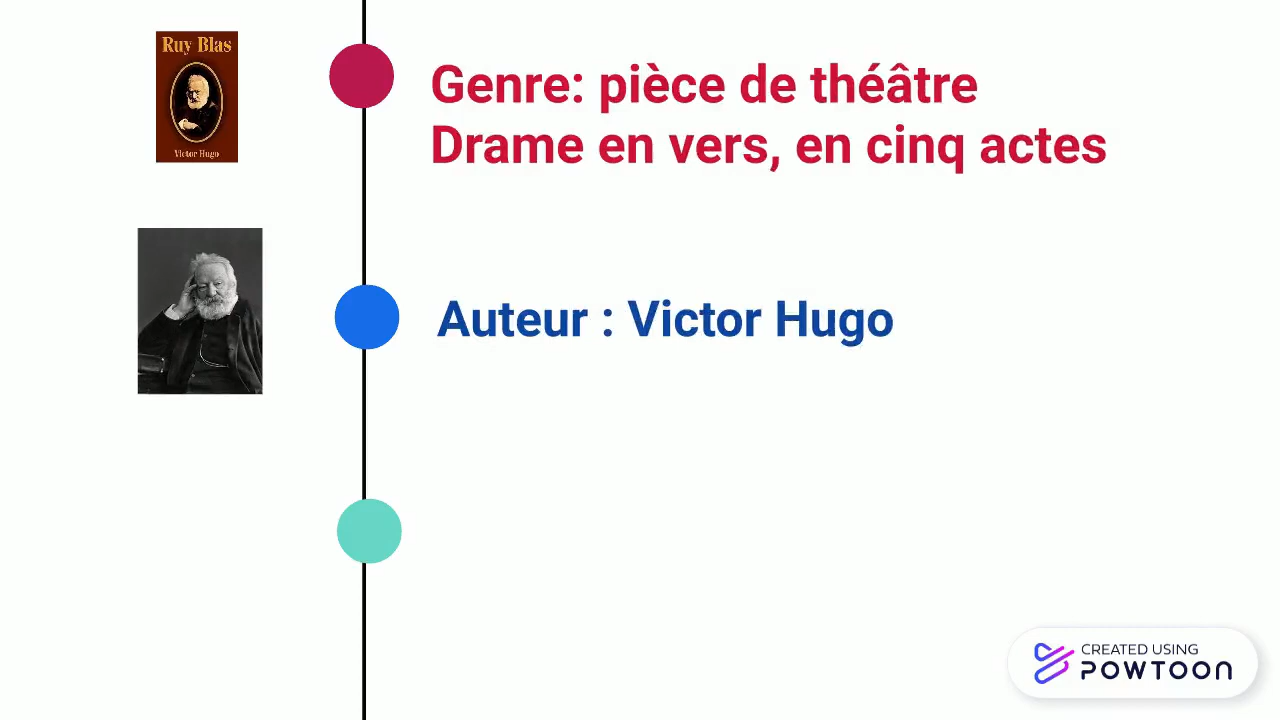 Ruy Blas
Victor Hugo
Genre: pièce de théâtre
Drame en vers, en cinq actes
Auteur : Victor Hugo
CREATED USING
POWTOON